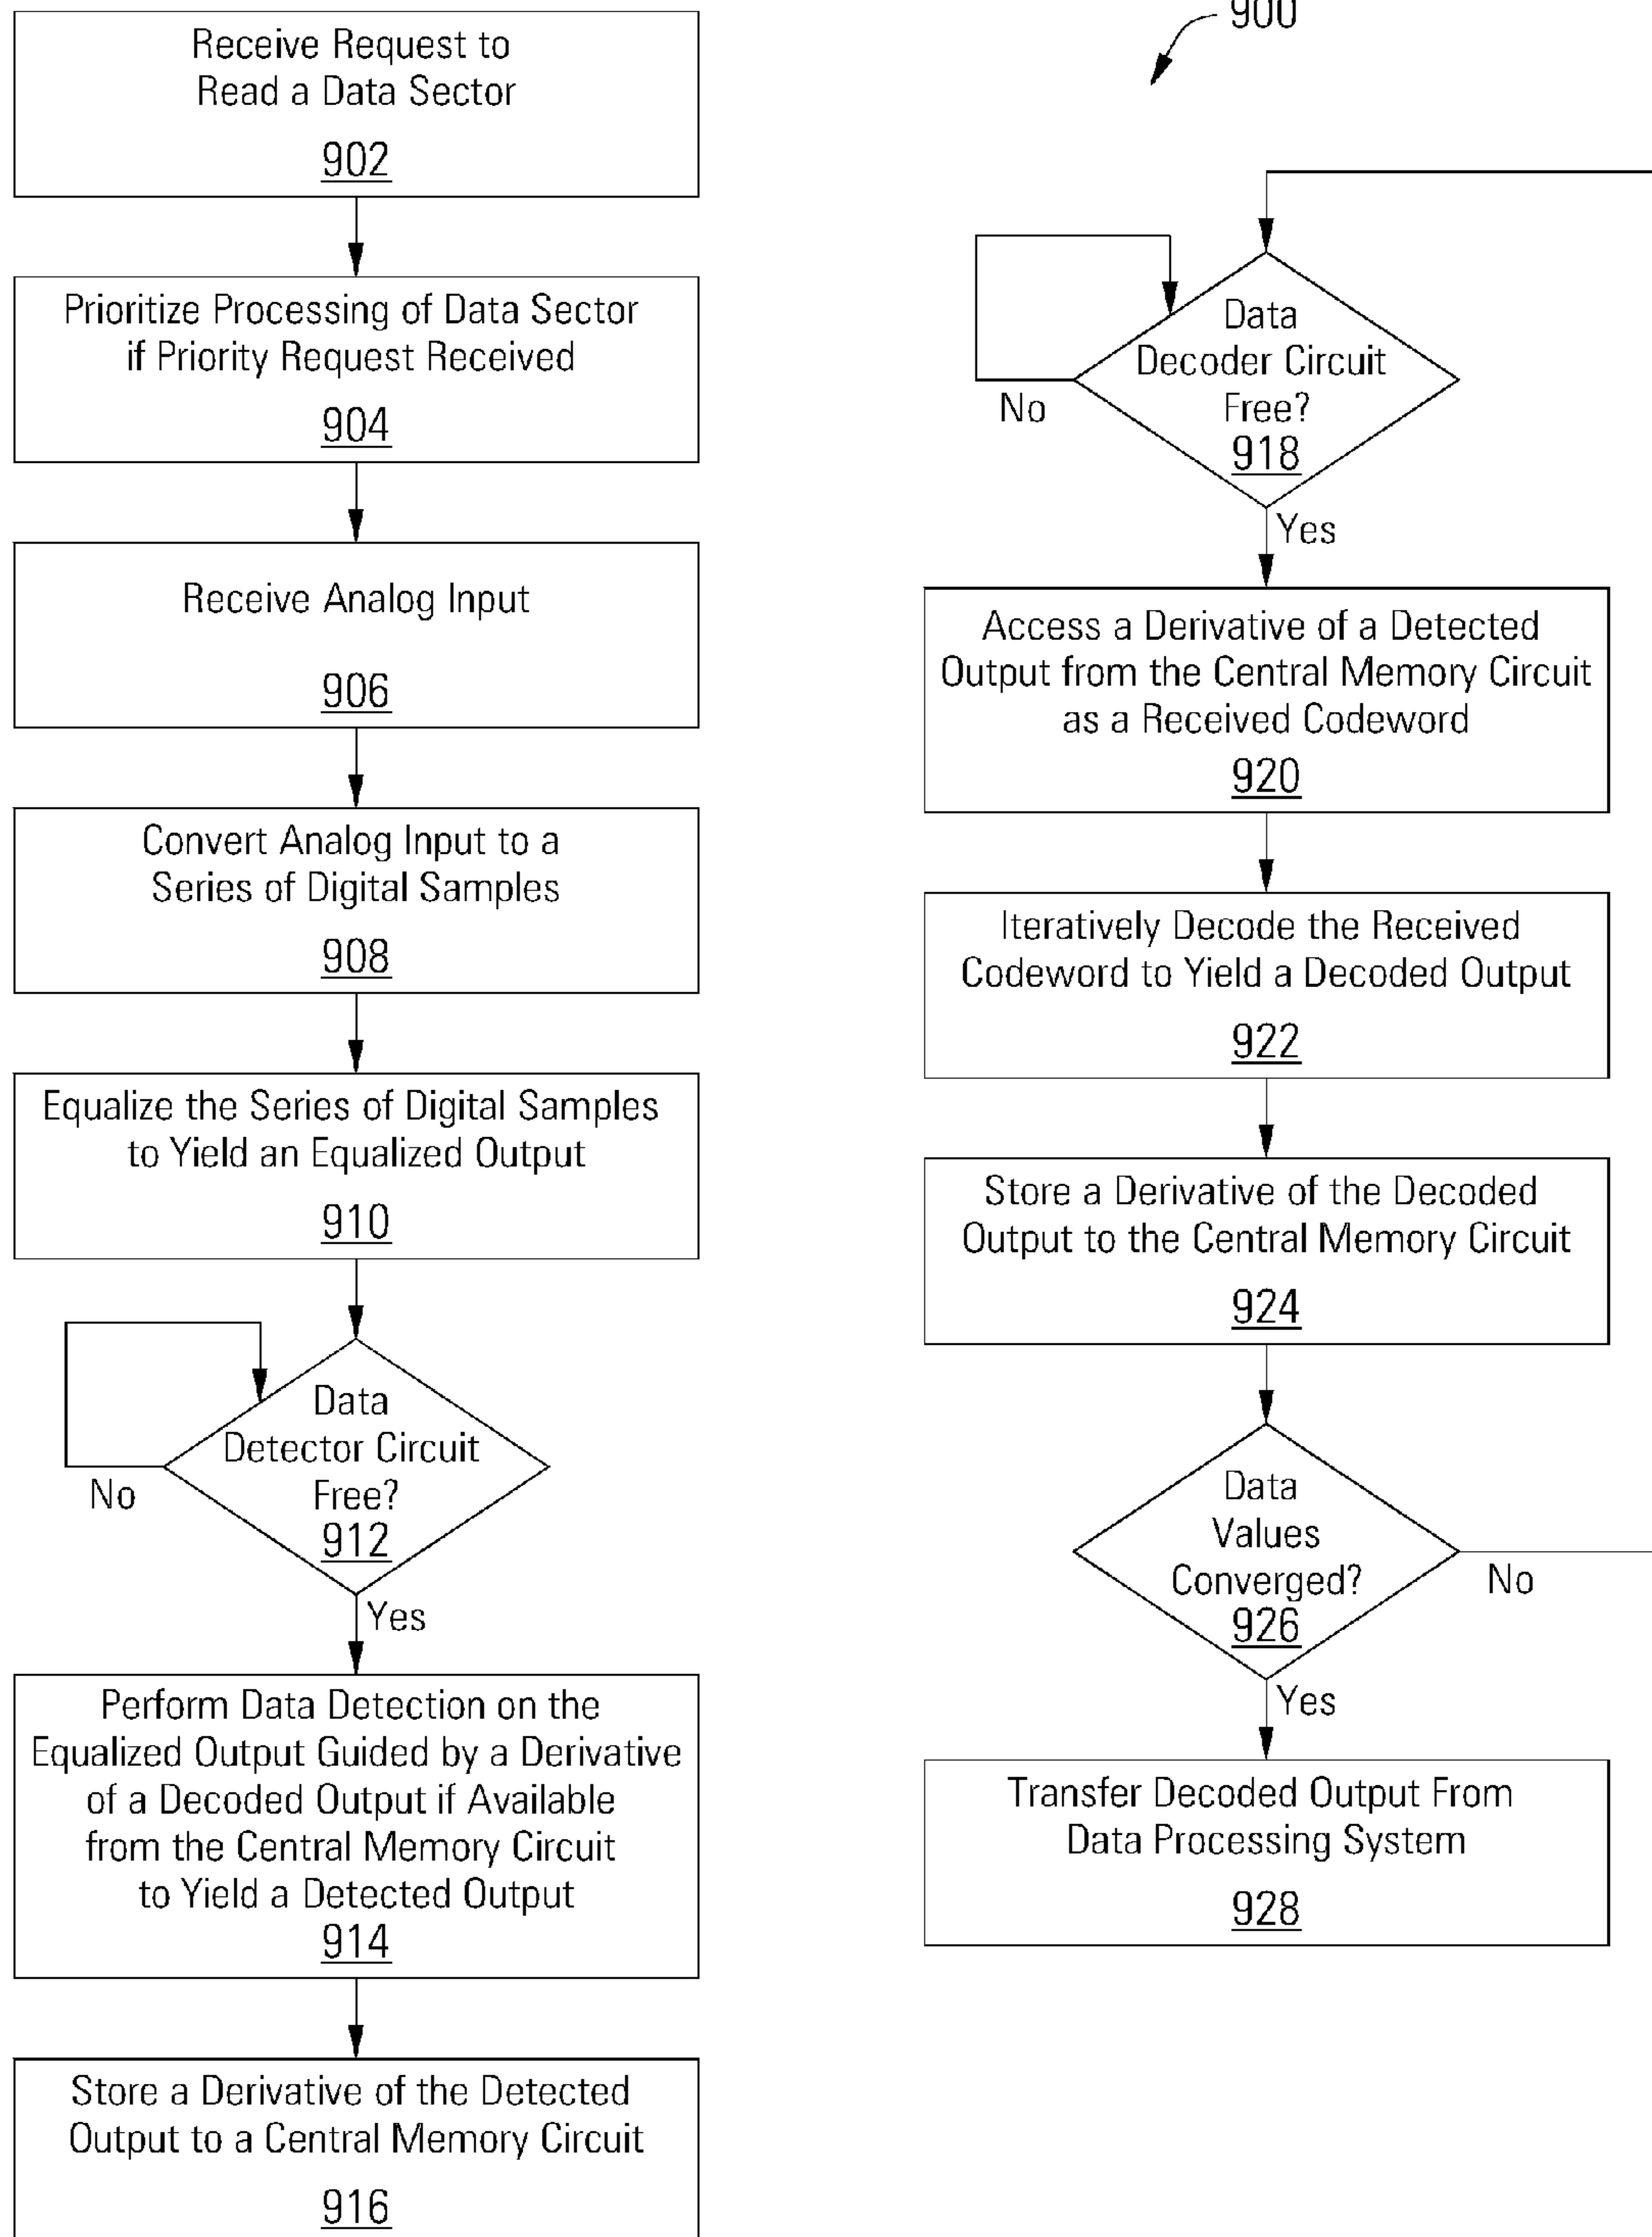 Receive Request to
Read a Data Sector
902
Prioritize Processing of Data Sector
if Priority Request Received
904
Receive Analog Input
906
Convert Analog Input to a
Series of Digital Samples
908
Equalize the Series of Digital Samples
to Yield an Equalized Output
910
Data
Detector Circuit
Free?
912
No
Yes
Perform Data Detection on the
Equalized Output Guided by a Derivative
of a Decoded Output if Available
from the Central Memory Circuit
to Yield a Detected Output
914
Store a Derivative of the Detected
Output to a Central Memory Circuit
916
900
Data
Decoder Circuit
Free?
918
No
Yes
Access a Derivative of a Detected
Output from the Central Memory Circuit
as a Received Codeword
920
Iteratively Decode the Received
Codeword to Yield a Decoded Output
922
Store a Derivative of the Decoded
Output to the Central Memory Circuit
924
Data
Values
Converged?
926
No
Yes
Transfer Decoded Output From
Data Processing System
928